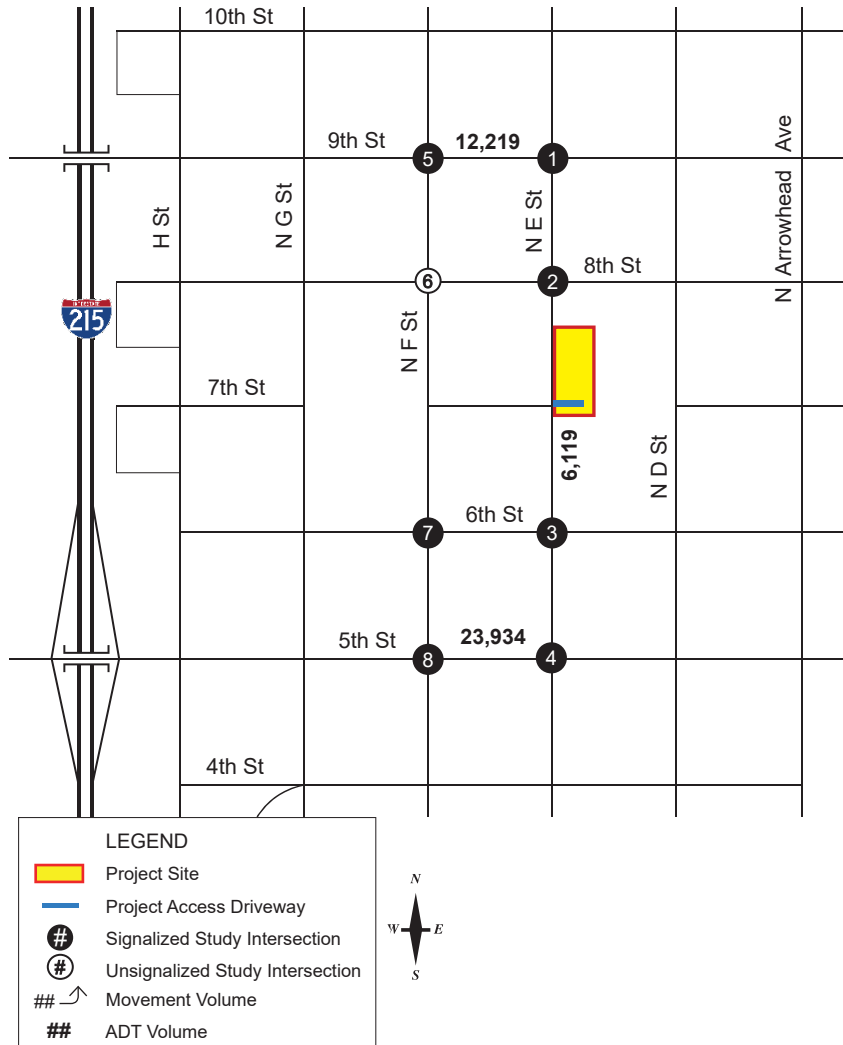 10th St
9th St
12,219
5
1
N Arrowhead Ave
H St
N G St
N E St
8th St
6
2
INTERSTATE
215
N F St
7th St
6,119
N D St
6th St
7
3
5th St
23,934
8
4
4th St
LEGEND
Project Site
Project Access Driveway
# Signalized Study Intersection
# Unsignalized Study Intersection
## Movement Volume
## ADT Volume
N
W E
S